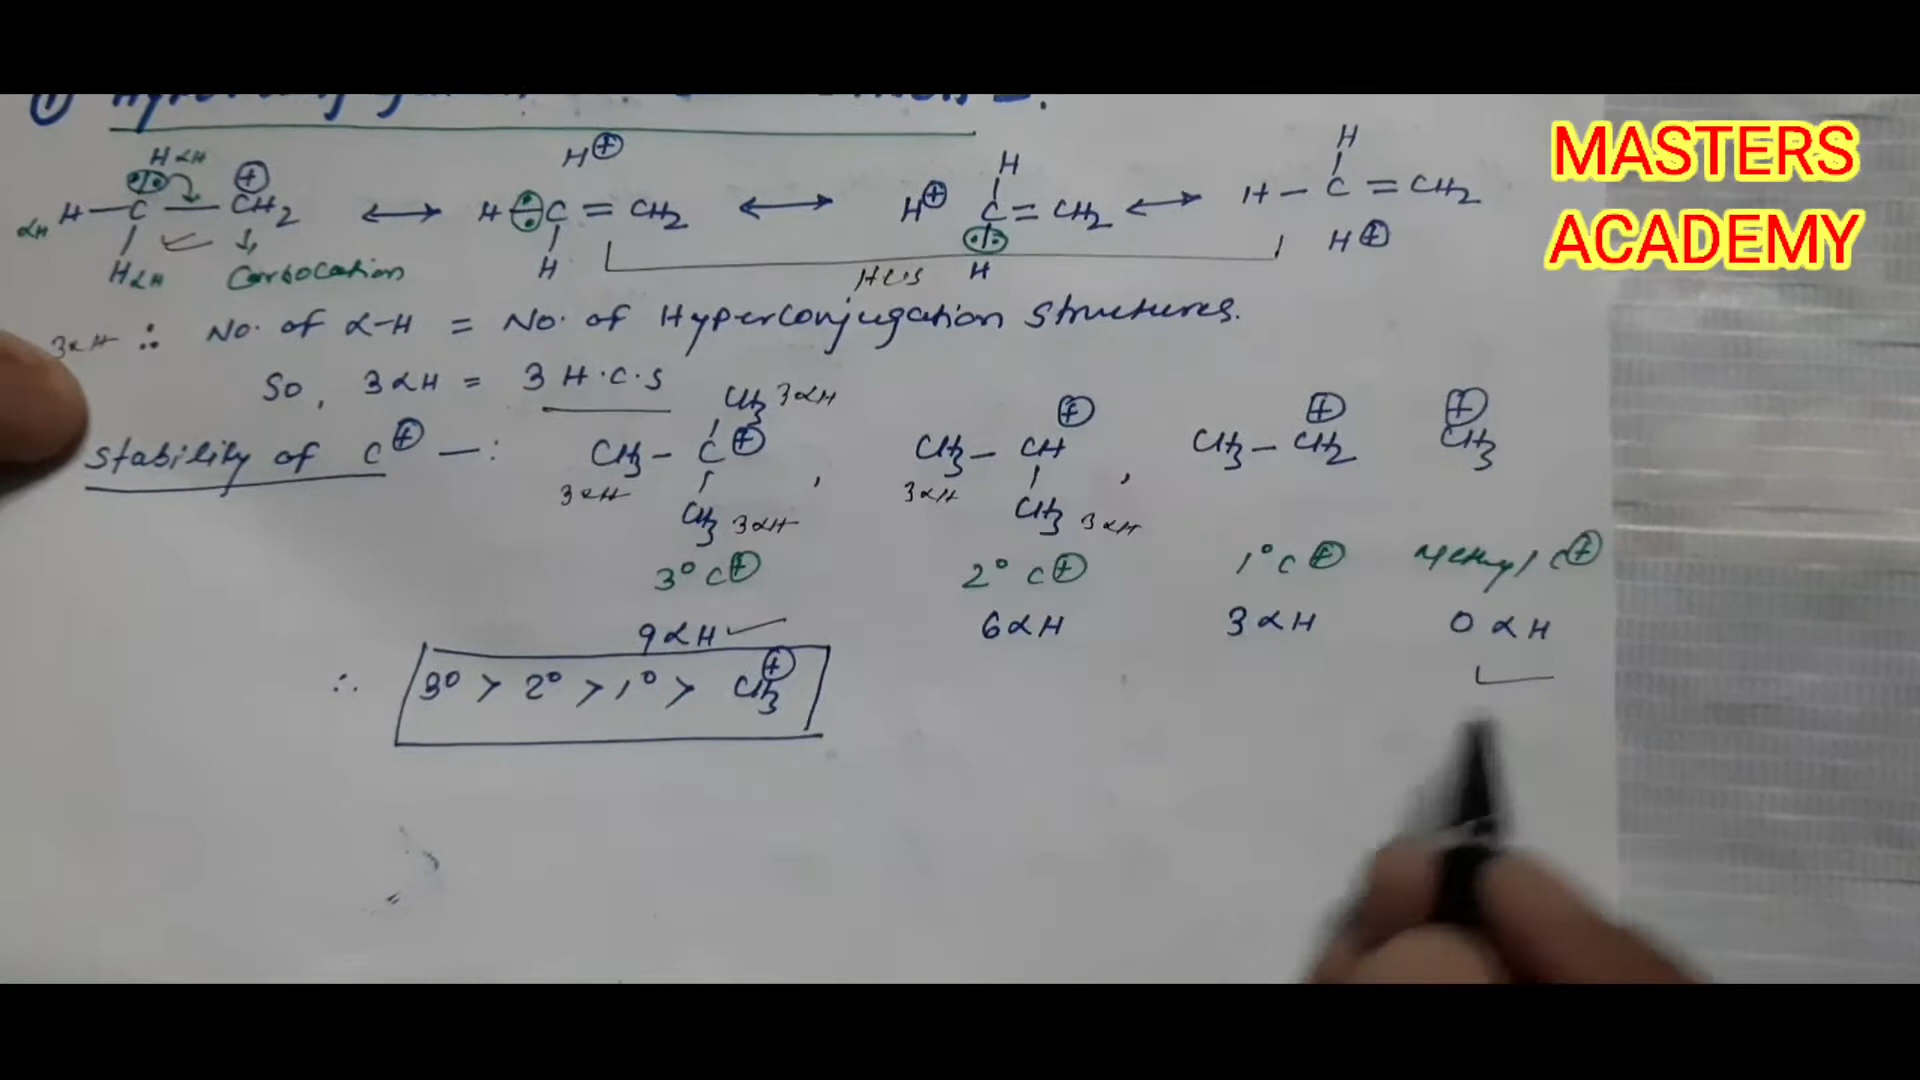 MASTERS
ACADEMY
H αH
αH H — C — CH2 ⊕ ↔ H — C = CH2 H⊕ ↔ H⊕ C = CH2 H ↔ H — C = CH2 H
H αH Carbocation H H H⊕
HCS
3αH ∴ No. of α-H = No. of Hyperconjugation Structures.
So, 3αH = 3 H.C.S
Stability of C⊕ —: CH3 — C⊕ , CH3 — CH⊕ , CH3 — CH2⊕ CH3⊕
CH3 3αH
3αH 3αH
CH3 3αH CH3 3αH
3° C⊕ 2° C⊕ 1° C⊕ Methyl C⊕
9αH 6αH 3αH 0αH
∴ 3° > 2° > 1° > CH3⊕